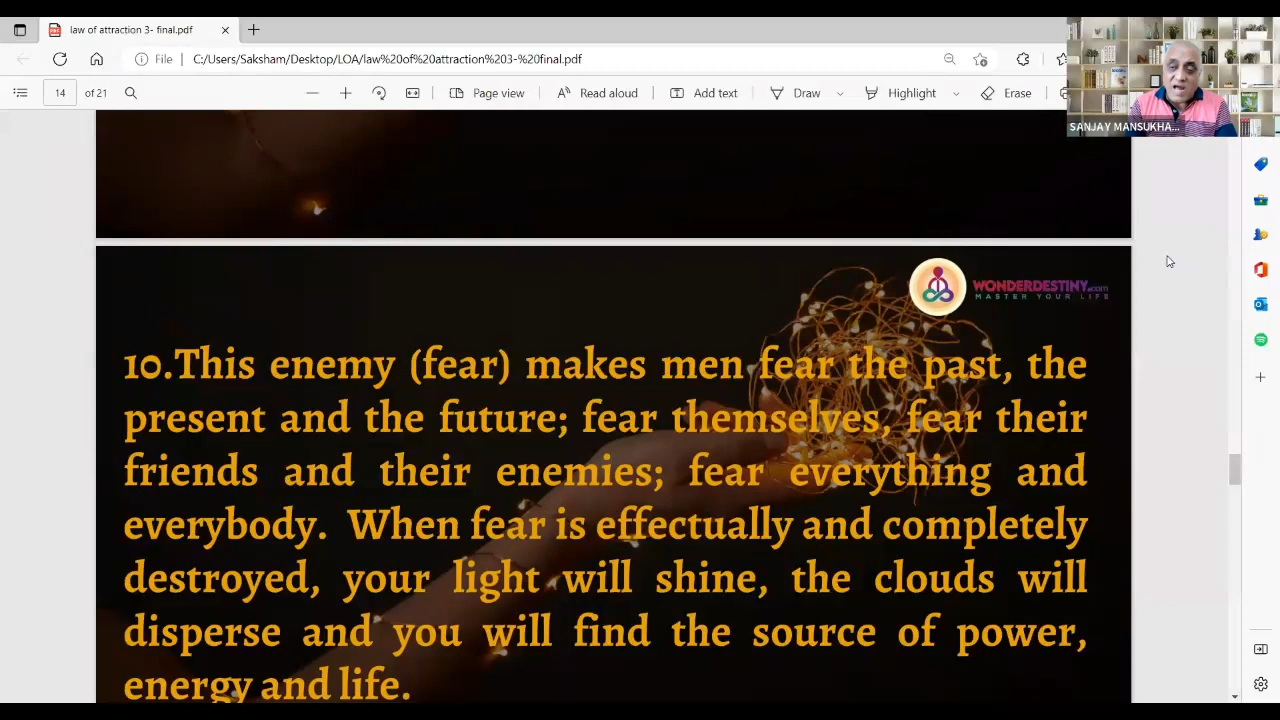 law of attraction 3- final.pdf
File
C:/Users/Saksham/Desktop/LOA/law%20of%20attraction%203-%20final.pdf
14 of 21
Page view
Read aloud
Add text
Draw
Highlight
Erase
SANJAY MANSUKHA...
WONDERDESTINY.com
MASTER YOUR LIFE
10.This enemy (fear) makes men fear the past, the
present and the future; fear themselves, fear their
friends and their enemies; fear everything and
everybody. When fear is effectually and completely
destroyed, your light will shine, the clouds will
disperse and you will find the source of power,
energy and life.